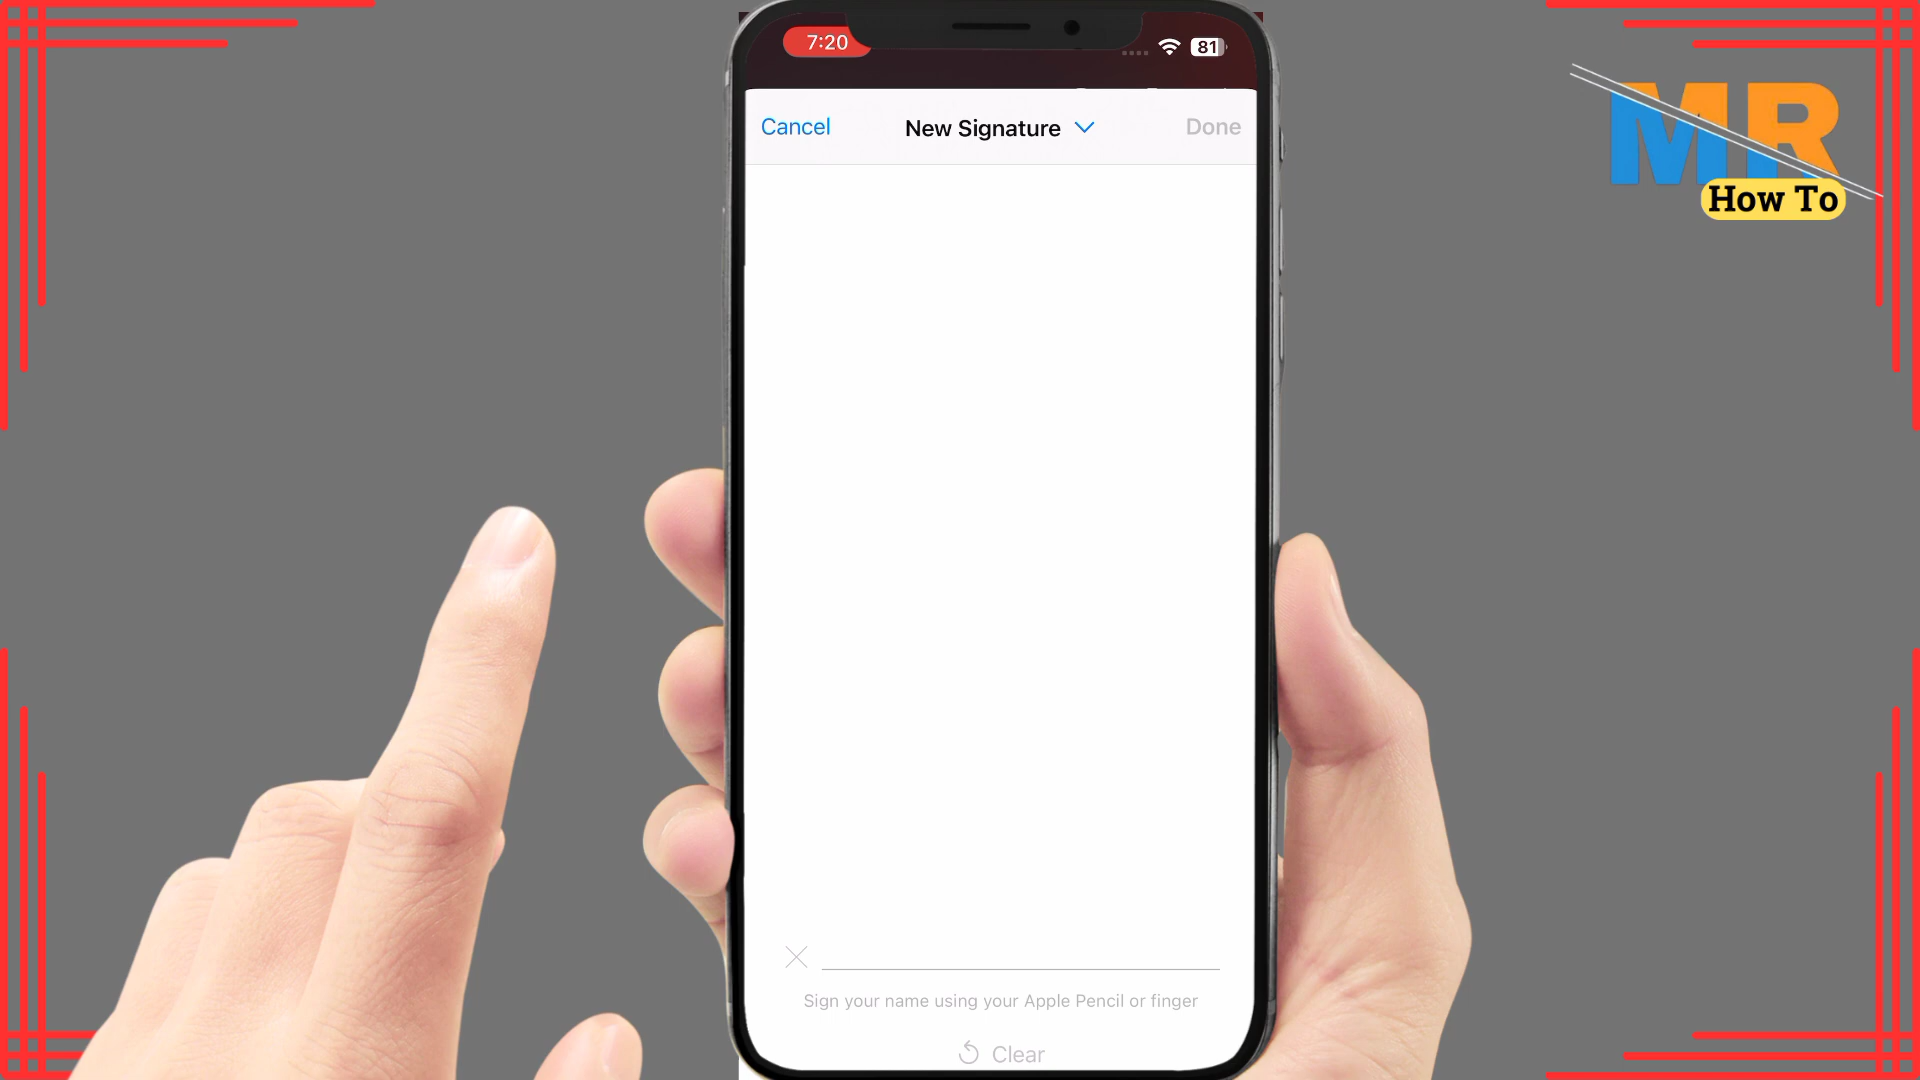 7:20
81
Cancel
New Signature
Done
MR
How To
Sign your name using your Apple Pencil or finger
Clear